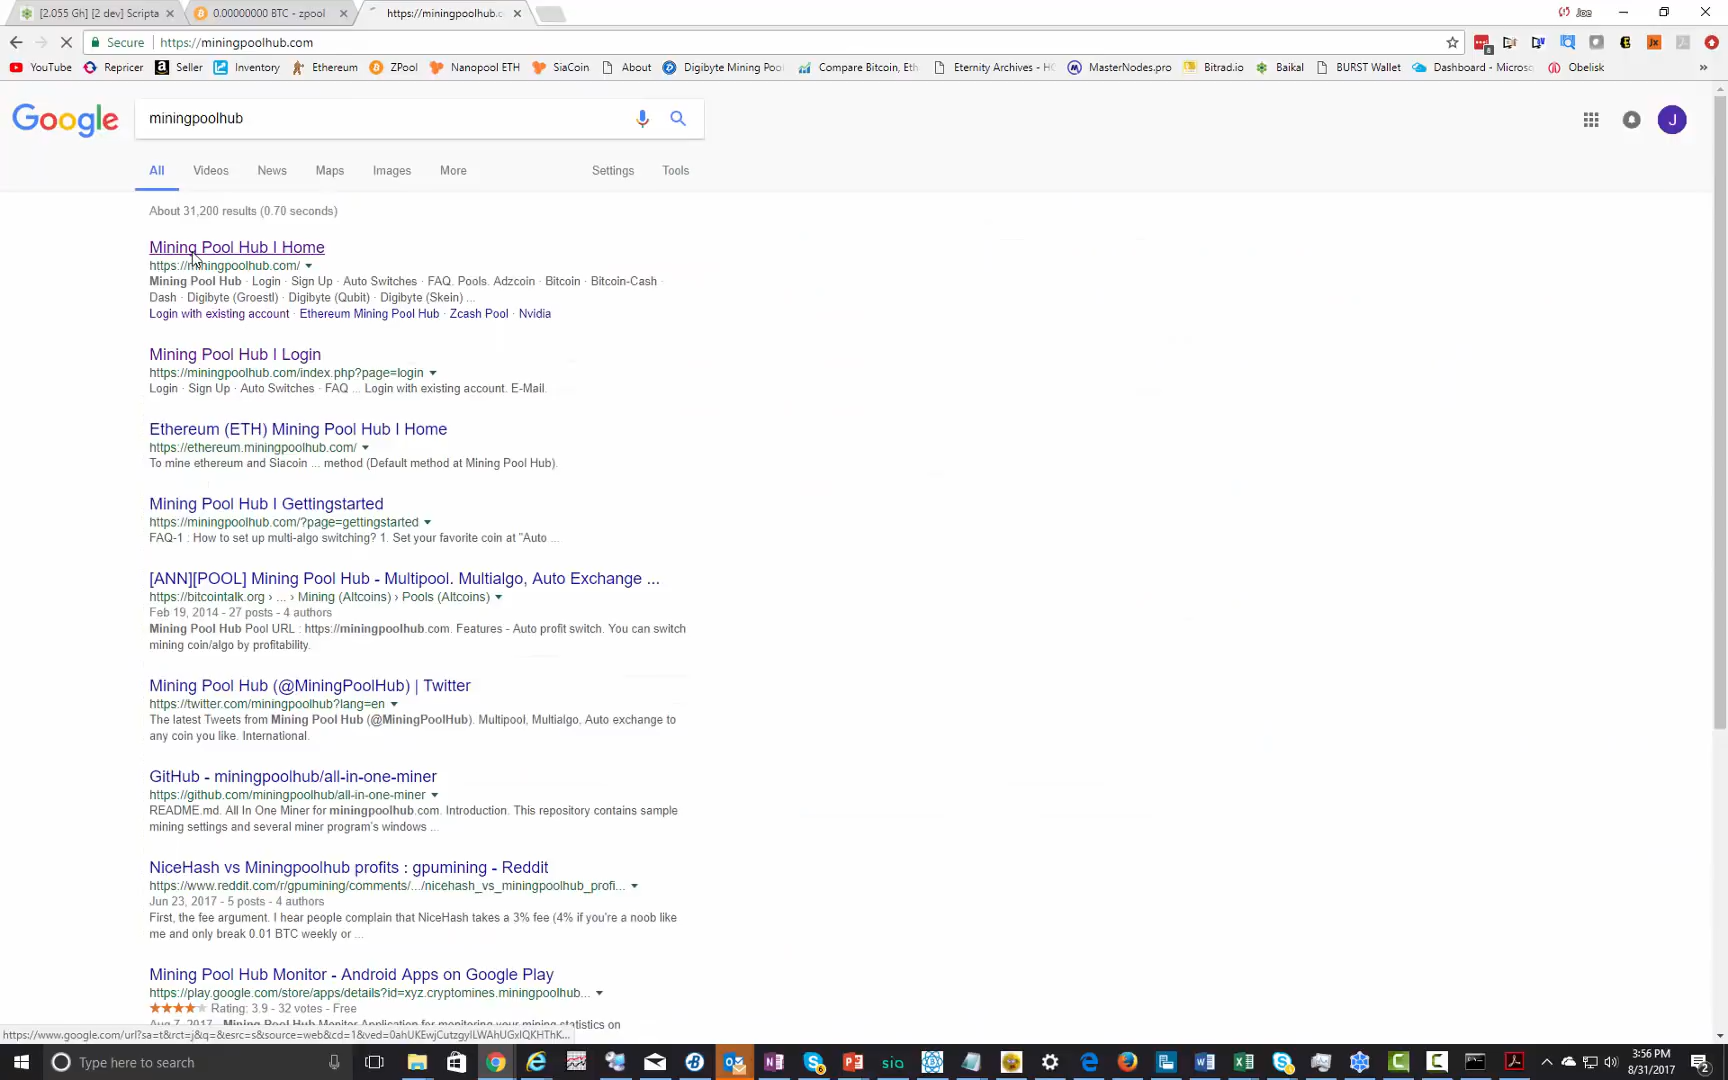 [2.055 Gh] [2 dev] Scripta
0.00000000 BTC - zpool
https://miningpoolhub.c
Joe
Secure https://miningpoolhub.com
YouTube Repricer Seller Inventory Ethereum ZPool Nanopool ETH SiaCoin About Digibyte Mining Poo Compare Bitcoin, Eth Eternity Archives - HC MasterNodes.pro Bitrad.io Baikal BURST Wallet Dashboard - Microso Obelisk
Google
miningpoolhub
J
All Videos News Maps Images More Settings Tools
About 31,200 results (0.70 seconds)
Mining Pool Hub | Home
https://miningpoolhub.com/
Mining Pool Hub · Login · Sign Up · Auto Switches · FAQ. Pools. Adzcoin · Bitcoin · Bitcoin-Cash ·
Dash · Digibyte (Groestl) · Digibyte (Qubit) · Digibyte (Skein) ...
Login with existing account · Ethereum Mining Pool Hub · Zcash Pool · Nvidia
Mining Pool Hub | Login
https://miningpoolhub.com/index.php?page=login
Login · Sign Up · Auto Switches · FAQ ... Login with existing account. E-Mail.
Ethereum (ETH) Mining Pool Hub | Home
https://ethereum.miningpoolhub.com/
To mine ethereum and Siacoin ... method (Default method at Mining Pool Hub).
Mining Pool Hub | Gettingstarted
https://miningpoolhub.com/?page=gettingstarted
FAQ-1 : How to set up multi-algo switching? 1. Set your favorite coin at "Auto ...
[ANN][POOL] Mining Pool Hub - Multipool. Multialgo, Auto Exchange ...
https://bitcointalk.org › ... › Mining (Altcoins) › Pools (Altcoins)
Feb 19, 2014 - 27 posts - 4 authors
Mining Pool Hub Pool URL : https://miningpoolhub.com. Features - Auto profit switch. You can switch
mining coin/algo by profitability.
Mining Pool Hub (@MiningPoolHub) | Twitter
https://twitter.com/miningpoolhub?lang=en
The latest Tweets from Mining Pool Hub (@MiningPoolHub). Multipool, Multialgo, Auto exchange to
any coin you like. International.
GitHub - miningpoolhub/all-in-one-miner
https://github.com/miningpoolhub/all-in-one-miner
README.md. All In One Miner for miningpoolhub.com. Introduction. This repository contains sample
mining settings and several miner program's windows ...
NiceHash vs Miningpoolhub profits : gpumining - Reddit
https://www.reddit.com/r/gpumining/comments/.../nicehash_vs_miningpoolhub_profi...
Jun 23, 2017 - 5 posts - 4 authors
First, the fee argument. I hear people complain that NiceHash takes a 3% fee (4% if you're a noob like
me and only break 0.01 BTC weekly or ...
Mining Pool Hub Monitor - Android Apps on Google Play
https://play.google.com/store/apps/details?id=xyz.cryptomines.miningpoolhub...
Rating: 3.9 - 32 votes - Free
Aug 7, 2017 - Mining Pool Hub Monitor Application for monitoring your mining statistics on
Type here to search
sia
3:56 PM
8/31/2017